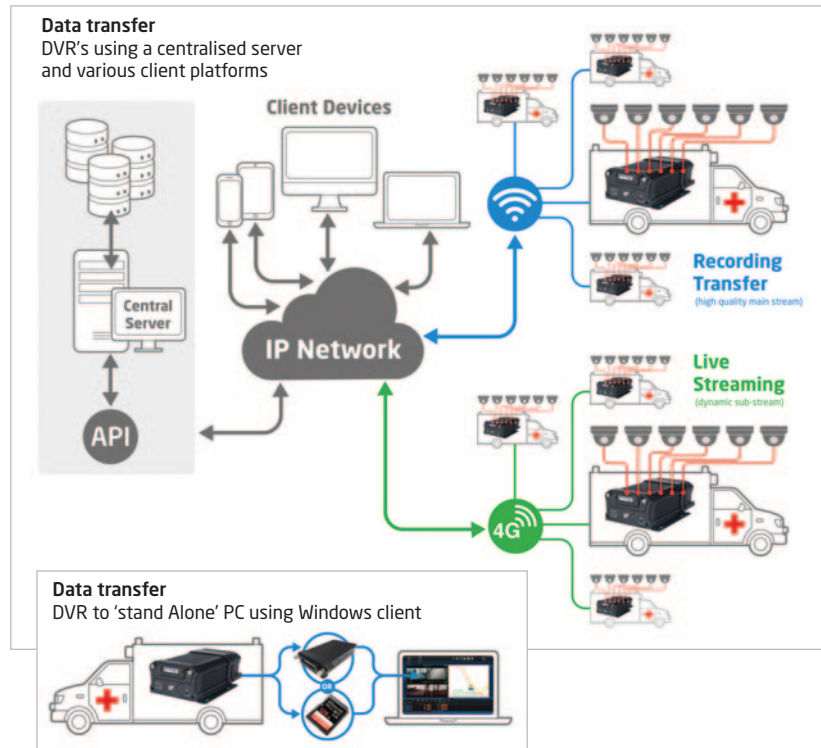 Data transfer
DVR's using a centralised server
and various client platforms
Client Devices
Central
Server
IP Network
API
Recording
Transfer
(high quality main stream)
Live
Streaming
(dynamic sub-stream)
4G
Data transfer
DVR to ‘stand Alone’ PC using Windows client
OR